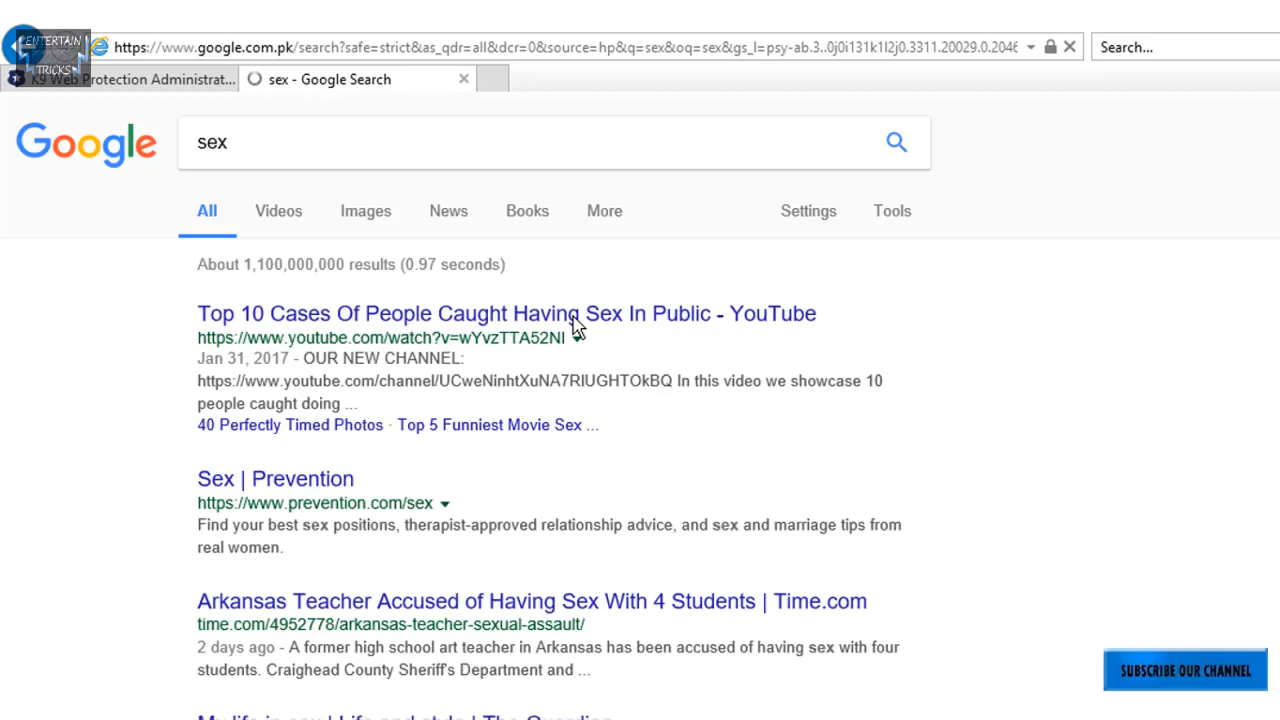 ENTERTAIN
TRICKS
https://www.google.com.pk/search?safe=strict&as_qdr=all&dcr=0&source=hp&q=sex&oq=sex&gs_l=psy-ab.3..0j0i131k1l2j0.3311.20029.0.2046
Search...
K9 Web Protection Administrat...
sex - Google Search
Google
sex
All
Videos
Images
News
Books
More
Settings
Tools
About 1,100,000,000 results (0.97 seconds)
Top 10 Cases Of People Caught Having Sex In Public - YouTube
https://www.youtube.com/watch?v=wYvzTTA52NI
Jan 31, 2017 - OUR NEW CHANNEL:
https://www.youtube.com/channel/UCweNinhtXuNA7RIUGHTOkBQ In this video we showcase 10
people caught doing ...
40 Perfectly Timed Photos · Top 5 Funniest Movie Sex ...
Sex | Prevention
https://www.prevention.com/sex
Find your best sex positions, therapist-approved relationship advice, and sex and marriage tips from
real women.
Arkansas Teacher Accused of Having Sex With 4 Students | Time.com
time.com/4952778/arkansas-teacher-sexual-assault/
2 days ago - A former high school art teacher in Arkansas has been accused of having sex with four
students. Craighead County Sheriff's Department and ...
My life in sex | Life and style | The Guardian
SUBSCRIBE OUR CHANNEL